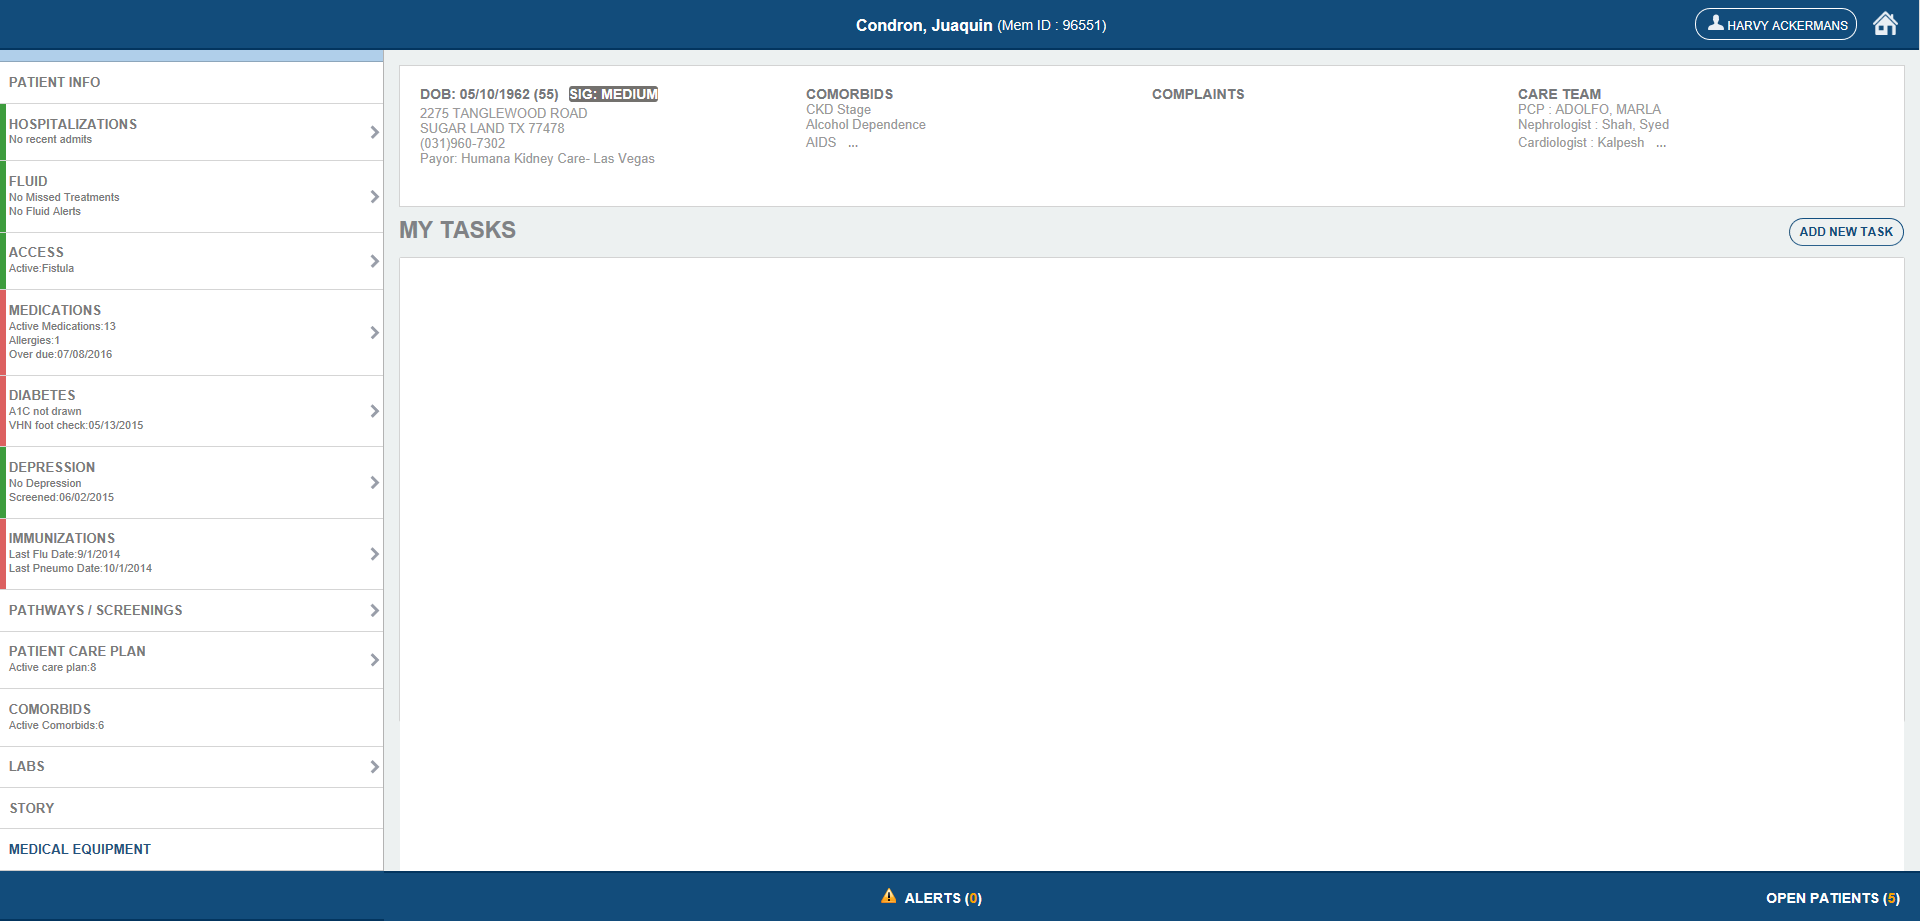 Condron, Juaquin (Mem ID : 96551)
HARVY ACKERMANS
PATIENT INFO
HOSPITALIZATIONS
No recent admits
FLUID
No Missed Treatments
No Fluid Alerts
ACCESS
Active:Fistula
MEDICATIONS
Active Medications:13
Allergies:1
Over due:07/08/2016
DIABETES
A1C not drawn
VHN foot check:05/13/2015
DEPRESSION
No Depression
Screened:06/02/2015
IMMUNIZATIONS
Last Flu Date:9/1/2014
Last Pneumo Date:10/1/2014
PATHWAYS / SCREENINGS
PATIENT CARE PLAN
Active care plan:8
COMORBIDS
Active Comorbids:6
LABS
STORY
MEDICAL EQUIPMENT
DOB: 05/10/1962 (55) SIG: MEDIUM
2275 TANGLEWOOD ROAD
SUGAR LAND TX 77478
(031)960-7302
Payor: Humana Kidney Care- Las Vegas
COMORBIDS
CKD Stage
Alcohol Dependence
AIDS ...
COMPLAINTS
CARE TEAM
PCP : ADOLFO, MARLA
Nephrologist : Shah, Syed
Cardiologist : Kalpesh ...
MY TASKS
ADD NEW TASK
ALERTS (0)
OPEN PATIENTS (5)